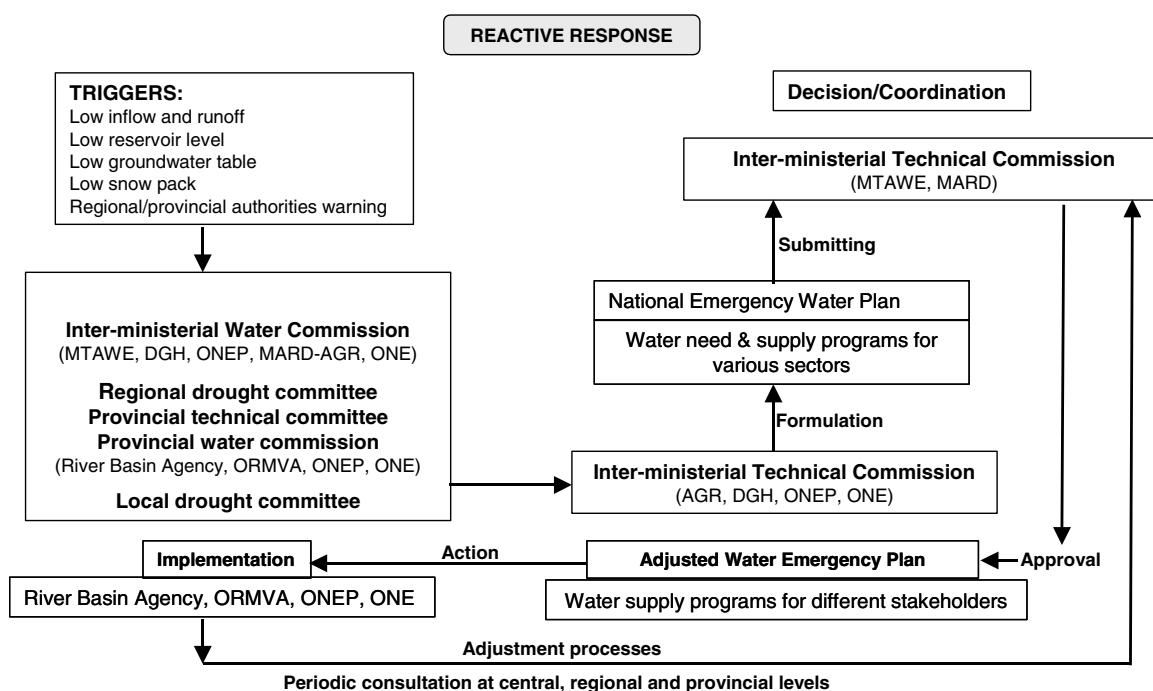 REACTIVE RESPONSE
TRIGGERS:
Low inflow and runoff
Low reservoir level
Low groundwater table
Low snow pack
Regional/provincial authorities warning
Decision/Coordination
Inter-ministerial Technical Commission
(MTAWE, MARD)
Submitting
National Emergency Water Plan
Water need & supply programs for
various sectors
Formulation
Inter-ministerial Water Commission
(MTAWE, DGH, ONEP, MARD-AGR, ONE)
Regional drought committee
Provincial technical committee
Provincial water commission
(River Basin Agency, ORMVA, ONEP, ONE)
Local drought committee
Inter-ministerial Technical Commission
(AGR, DGH, ONEP, ONE)
Implementation
Action
Adjusted Water Emergency Plan
Approval
River Basin Agency, ORMVA, ONEP, ONE
Water supply programs for different stakeholders
Adjustment processes
Periodic consultation at central, regional and provincial levels